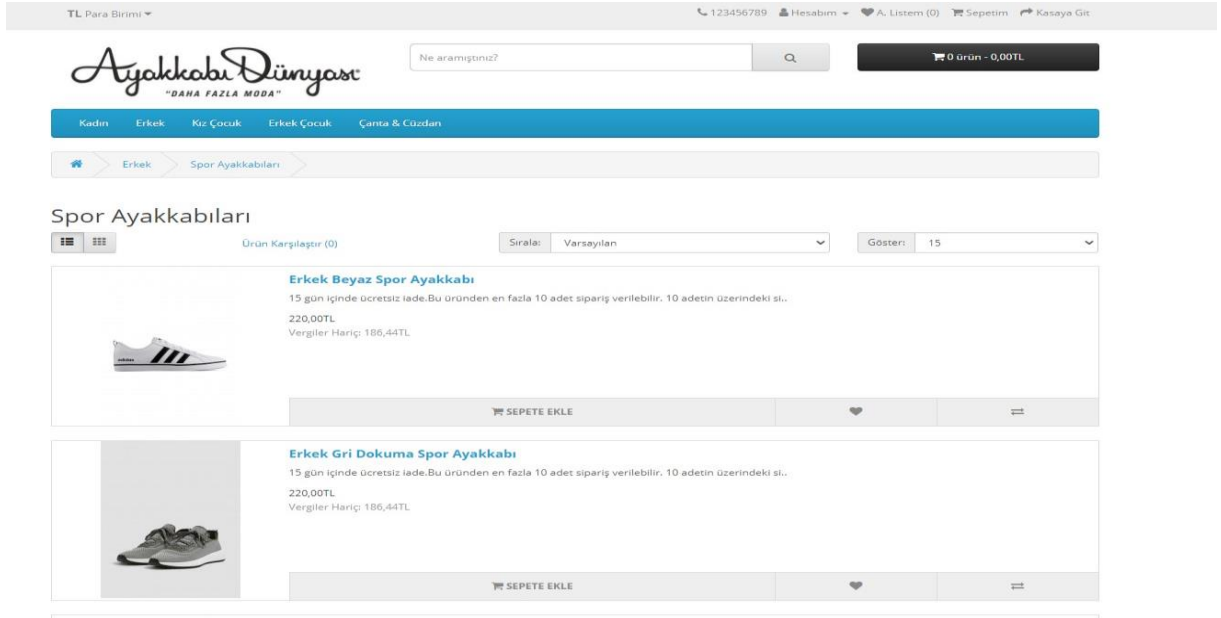 TL Para Birimi
123456789 Hesabım A. Listem (0) Sepetim Kasaya Git
Ayakkabı Dünyası
"DAHA FAZLA MODA"
Ne aramıştınız?
0 ürün - 0,00TL
Kadın Erkek Kız Çocuk Erkek Çocuk Çanta & Cüzdan
Erkek Spor Ayakkabıları
Spor Ayakkabıları
Ürün Karşılaştır (0) Sırala: Varsayılan Göster: 15
Erkek Beyaz Spor Ayakkabı
15 gün içinde ücretsiz iade.Bu üründen en fazla 10 adet sipariş verilebilir. 10 adetin üzerindeki si..
220,00TL
Vergiler Hariç: 186,44TL
adidas
SEPETE EKLE
Erkek Gri Dokuma Spor Ayakkabı
15 gün içinde ücretsiz iade.Bu üründen en fazla 10 adet sipariş verilebilir. 10 adetin üzerindeki si..
220,00TL
Vergiler Hariç: 186,44TL
SEPETE EKLE